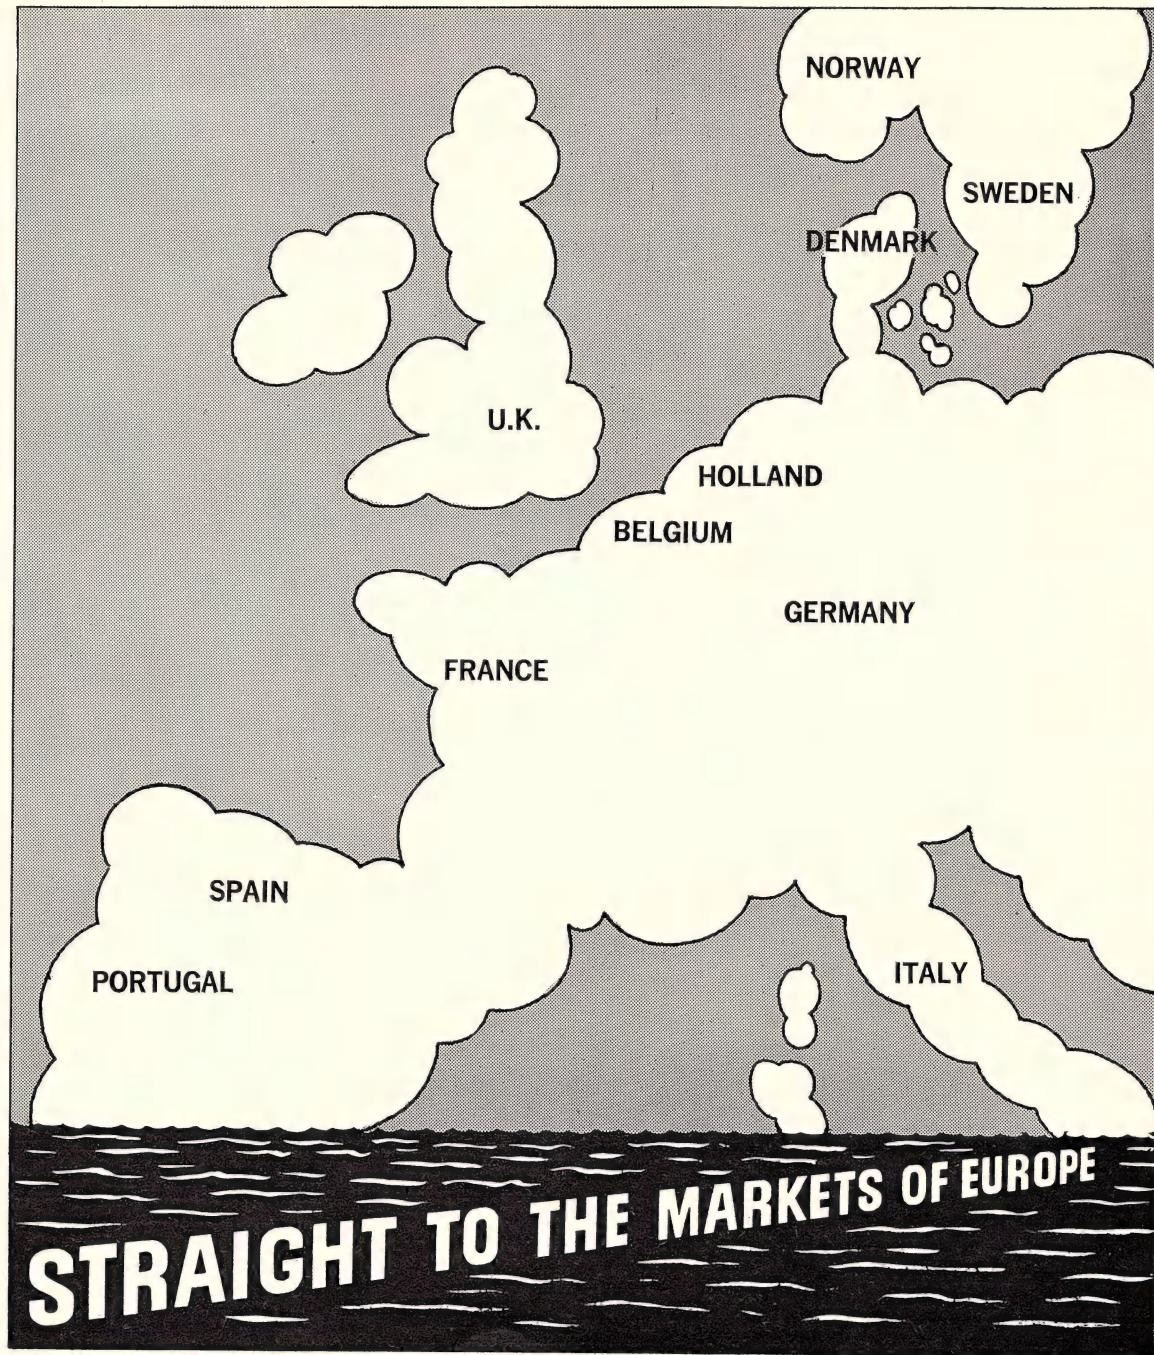 NORWAY
SWEDEN
DENMARK
U.K.
HOLLAND
BELGIUM
GERMANY
FRANCE
SPAIN
PORTUGAL
ITALY
STRAIGHT TO THE MARKETS OF EUROPE